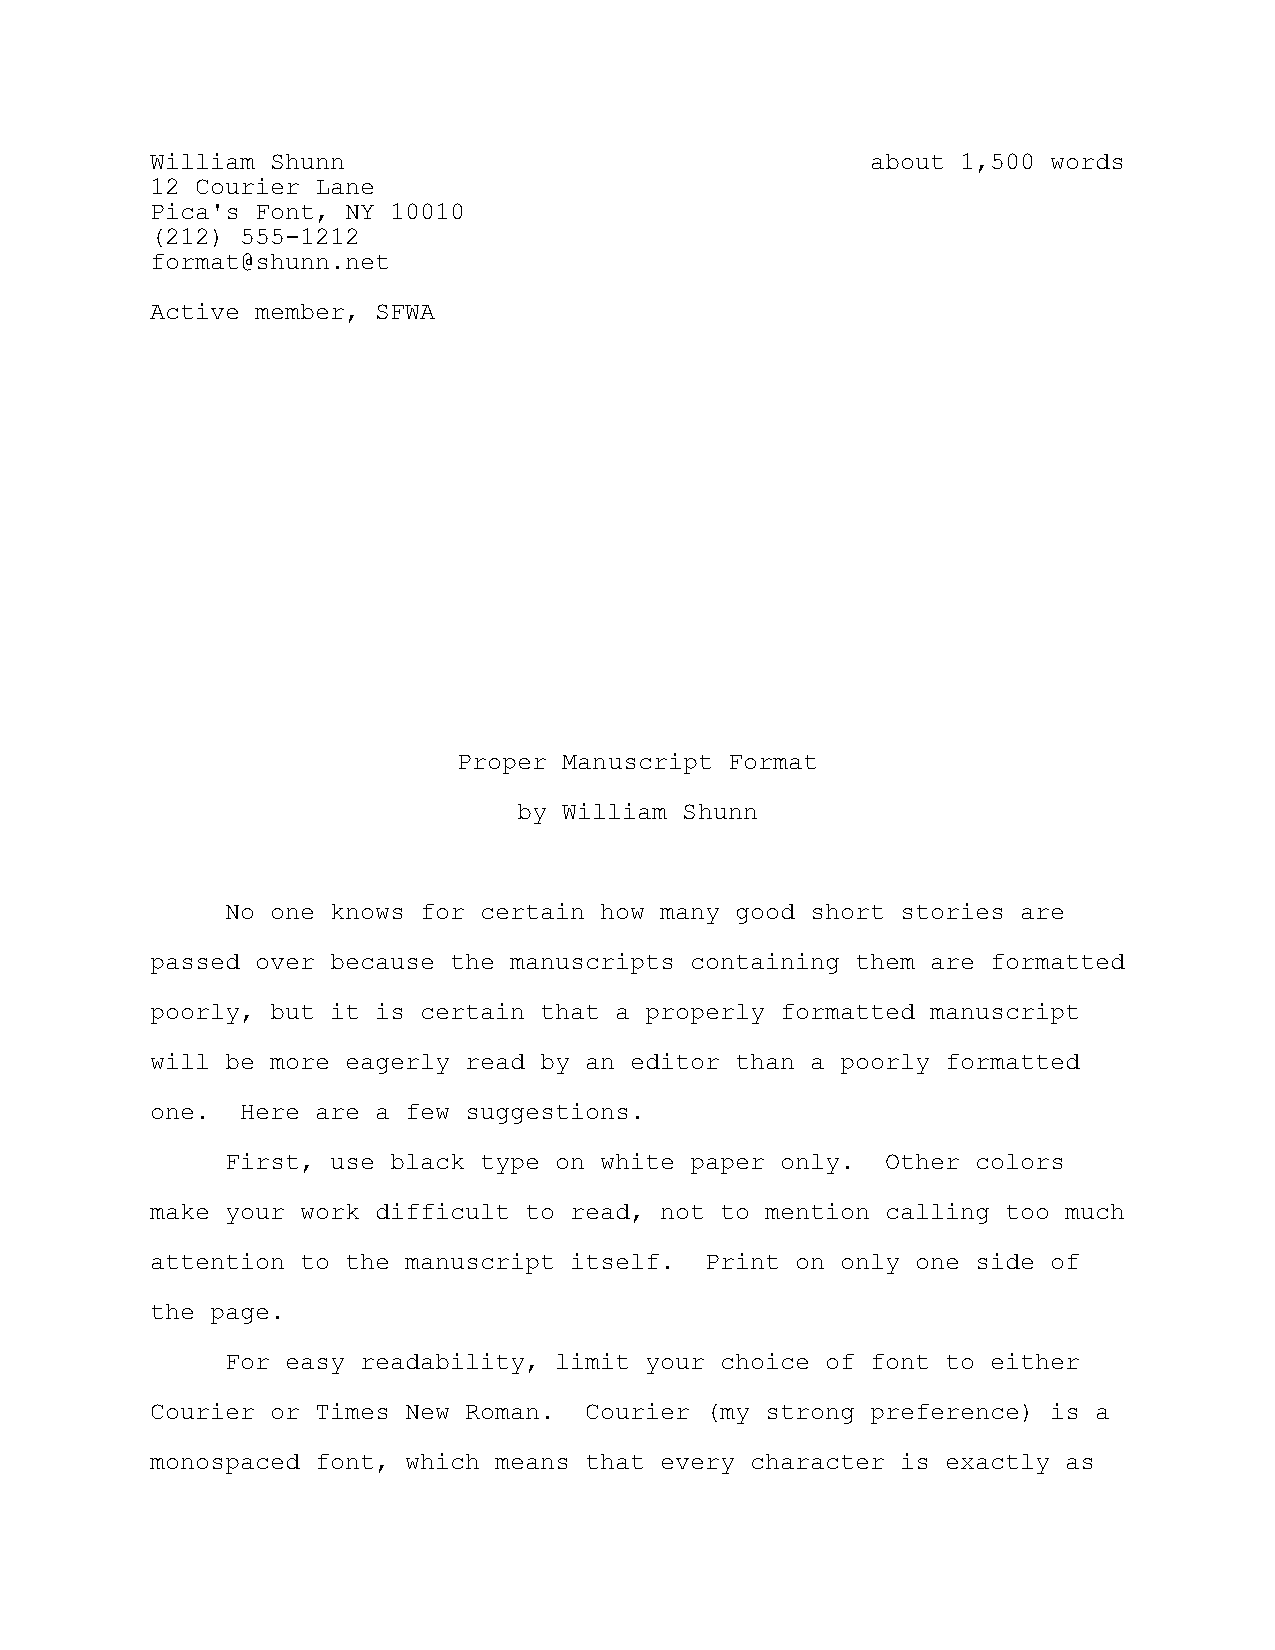 William Shunn about 1,500 words
12 Courier Lane
Pica's Font, NY 10010
(212) 555-1212
format@shunn.net
Active member, SFWA
Proper Manuscript Format
by William Shunn
No one knows for certain how many good short stories are
passed over because the manuscripts containing them are formatted
poorly, but it is certain that a properly formatted manuscript
will be more eagerly read by an editor than a poorly formatted
one.  Here are a few suggestions.
First, use black type on white paper only.  Other colors
make your work difficult to read, not to mention calling too much
attention to the manuscript itself.  Print on only one side of
the page.
For easy readability, limit your choice of font to either
Courier or Times New Roman.  Courier (my strong preference) is a
monospaced font, which means that every character is exactly as